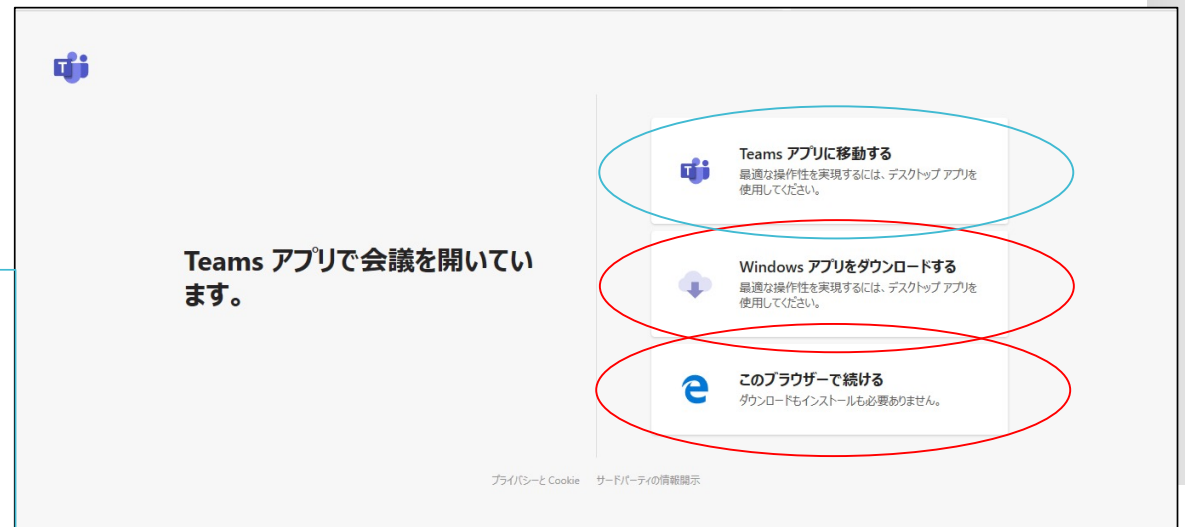 Teams アプリで会議を開いてい
ます。
Teams アプリに移動する
最適な操作性を実現するには、デスクトップ アプリを
使用してください。
Windows アプリをダウンロードする
最適な操作性を実現するには、デスクトップ アプリを
使用してください。
このブラウザーで続ける
ダウンロードもインストールも必要ありません。
プライバシーと Cookie サードパーティの情報開示